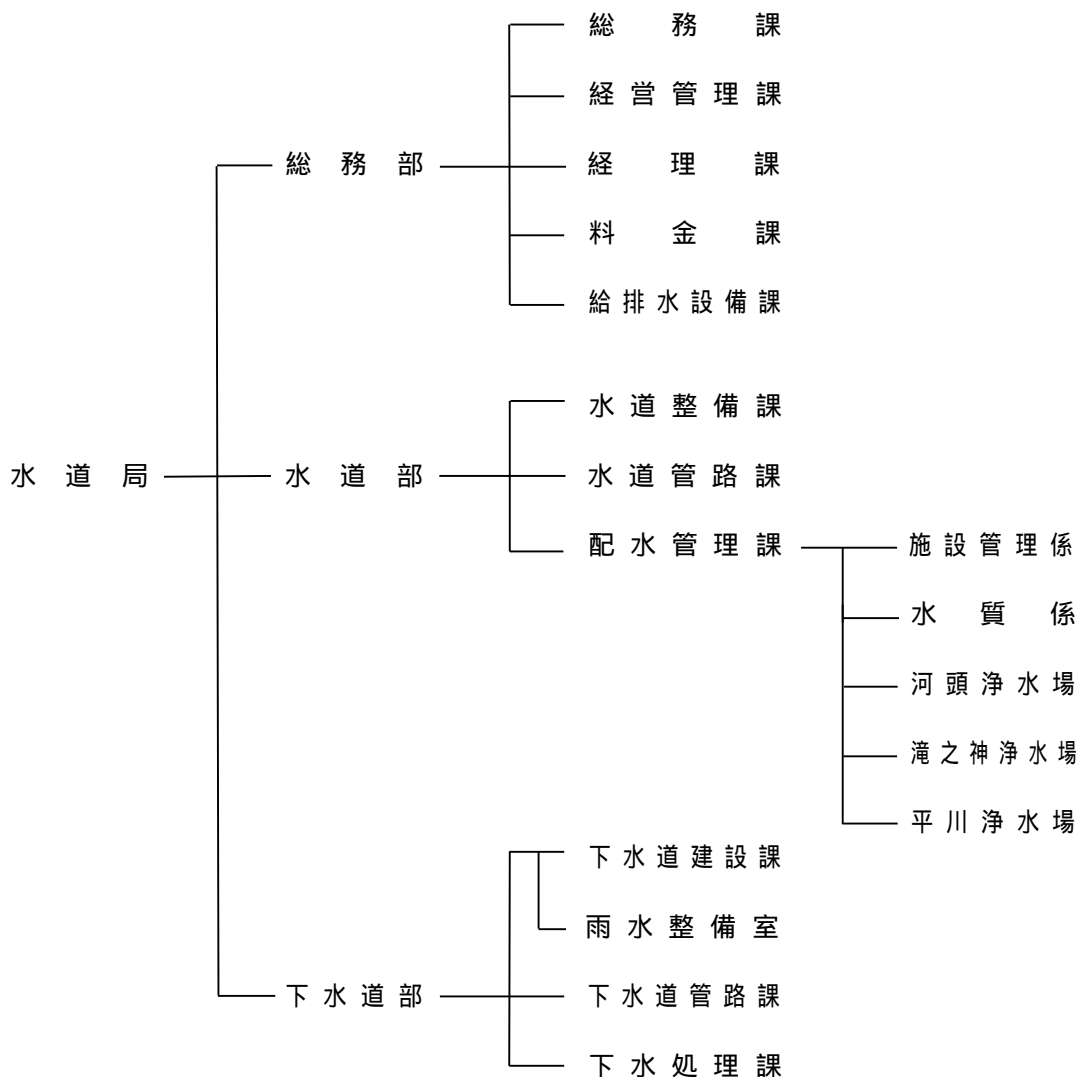 総務課
経営管理課
総務部
経理課
料金課
給排水設備課
水道整備課
水道局
水道部
水道管路課
配水管理課
施設管理係
水質係
河頭浄水場
滝之神浄水場
平川浄水場
下水道建設課
雨水整備室
下水道部
下水道管路課
下水処理課